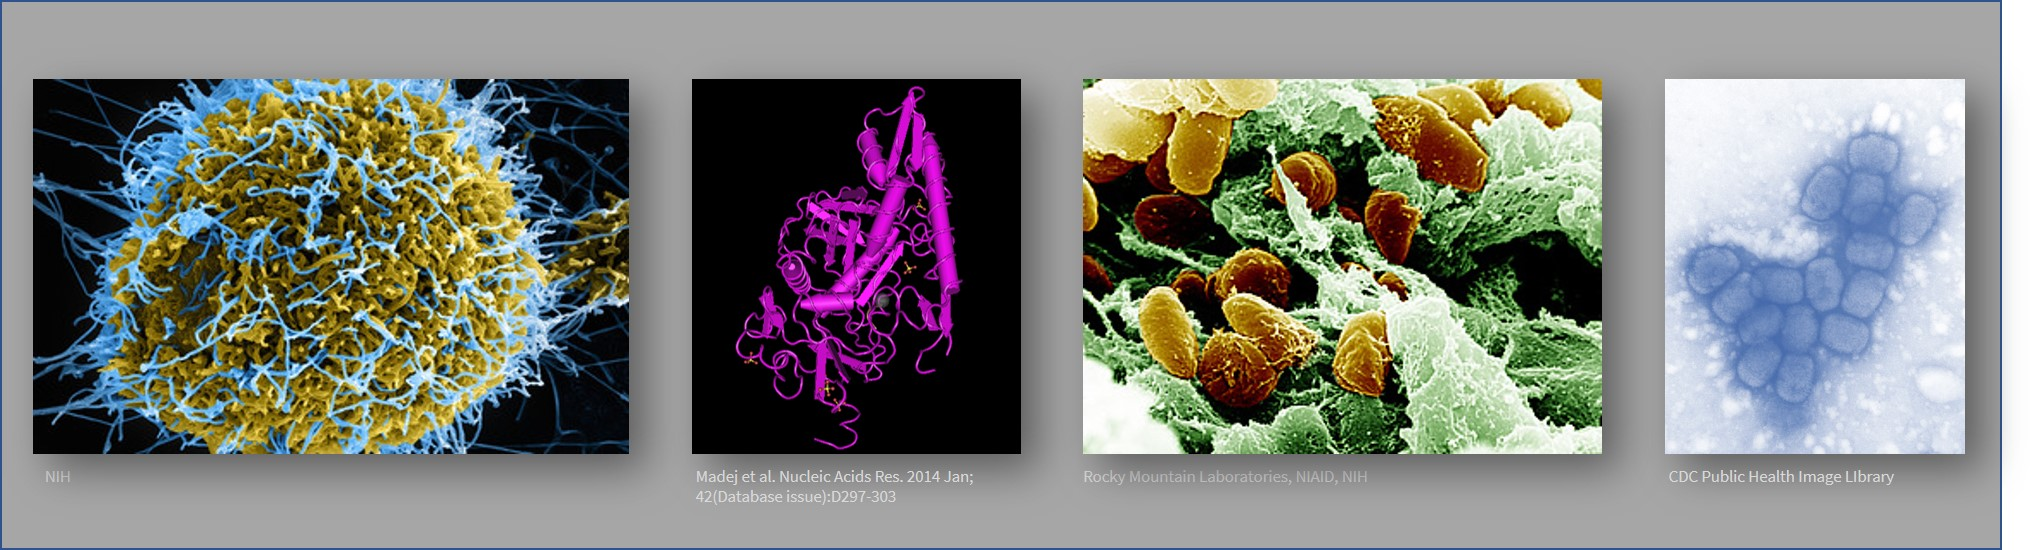 NIH
Madej et al. Nucleic Acids Res. 2014 Jan;
42(Database issue):D297-303
Rocky Mountain Laboratories, NIAID, NIH
CDC Public Health Image LIbrary